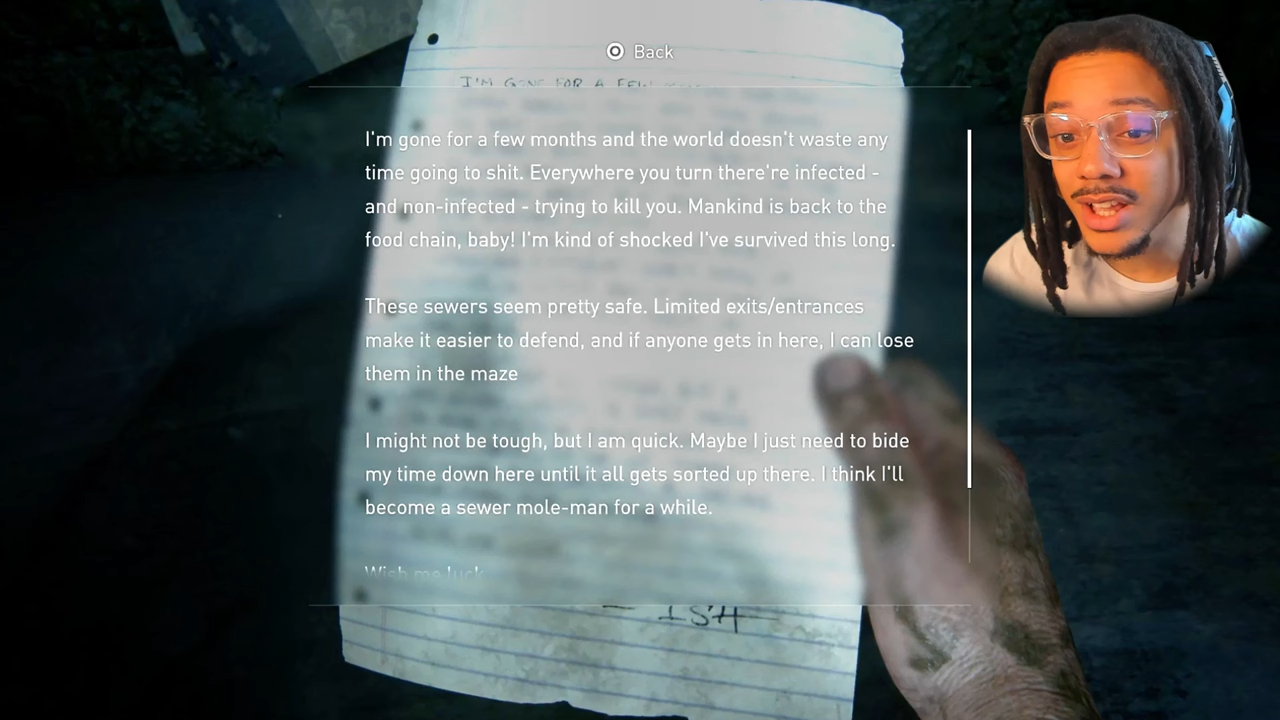 Back
I'M GONE FOR A FEW
I'm gone for a few months and the world doesn't waste any
time going to shit. Everywhere you turn there're infected -
and non-infected - trying to kill you. Mankind is back to the
food chain, baby! I'm kind of shocked I've survived this long.
These sewers seem pretty safe. Limited exits/entrances
make it easier to defend, and if anyone gets in here, I can lose
them in the maze
I might not be tough, but I am quick. Maybe I just need to bide
my time down here until it all gets sorted up there. I think I'll
become a sewer mole-man for a while.
Wish me luck
ISH